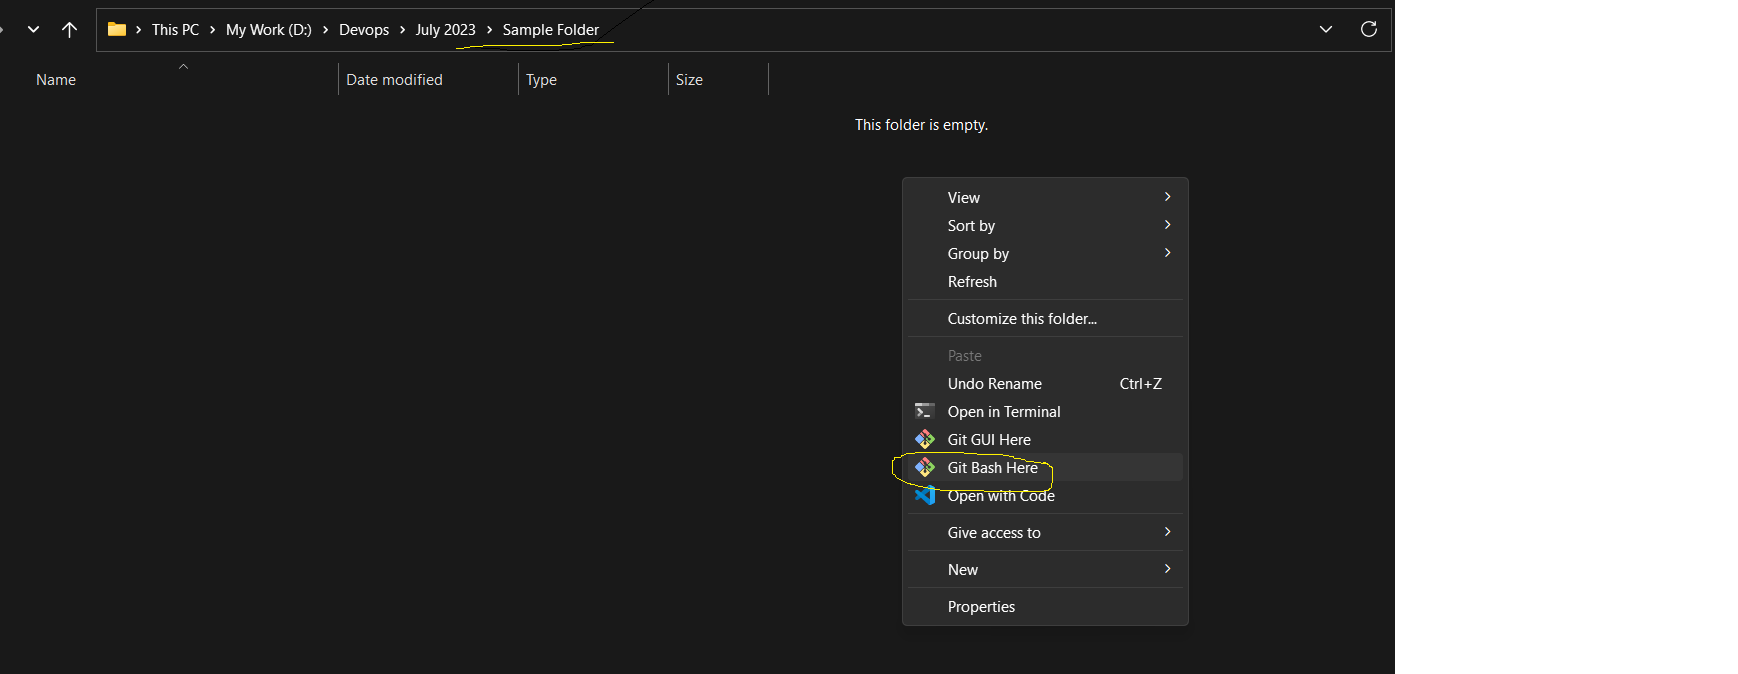 This PC > My Work (D:) > Devops > July 2023 > Sample Folder
Name Date modified Type Size
This folder is empty.
View
Sort by
Group by
Refresh
Customize this folder...
Paste
Undo Rename Ctrl+Z
Open in Terminal
Git GUI Here
Git Bash Here
Open with Code
Give access to
New
Properties